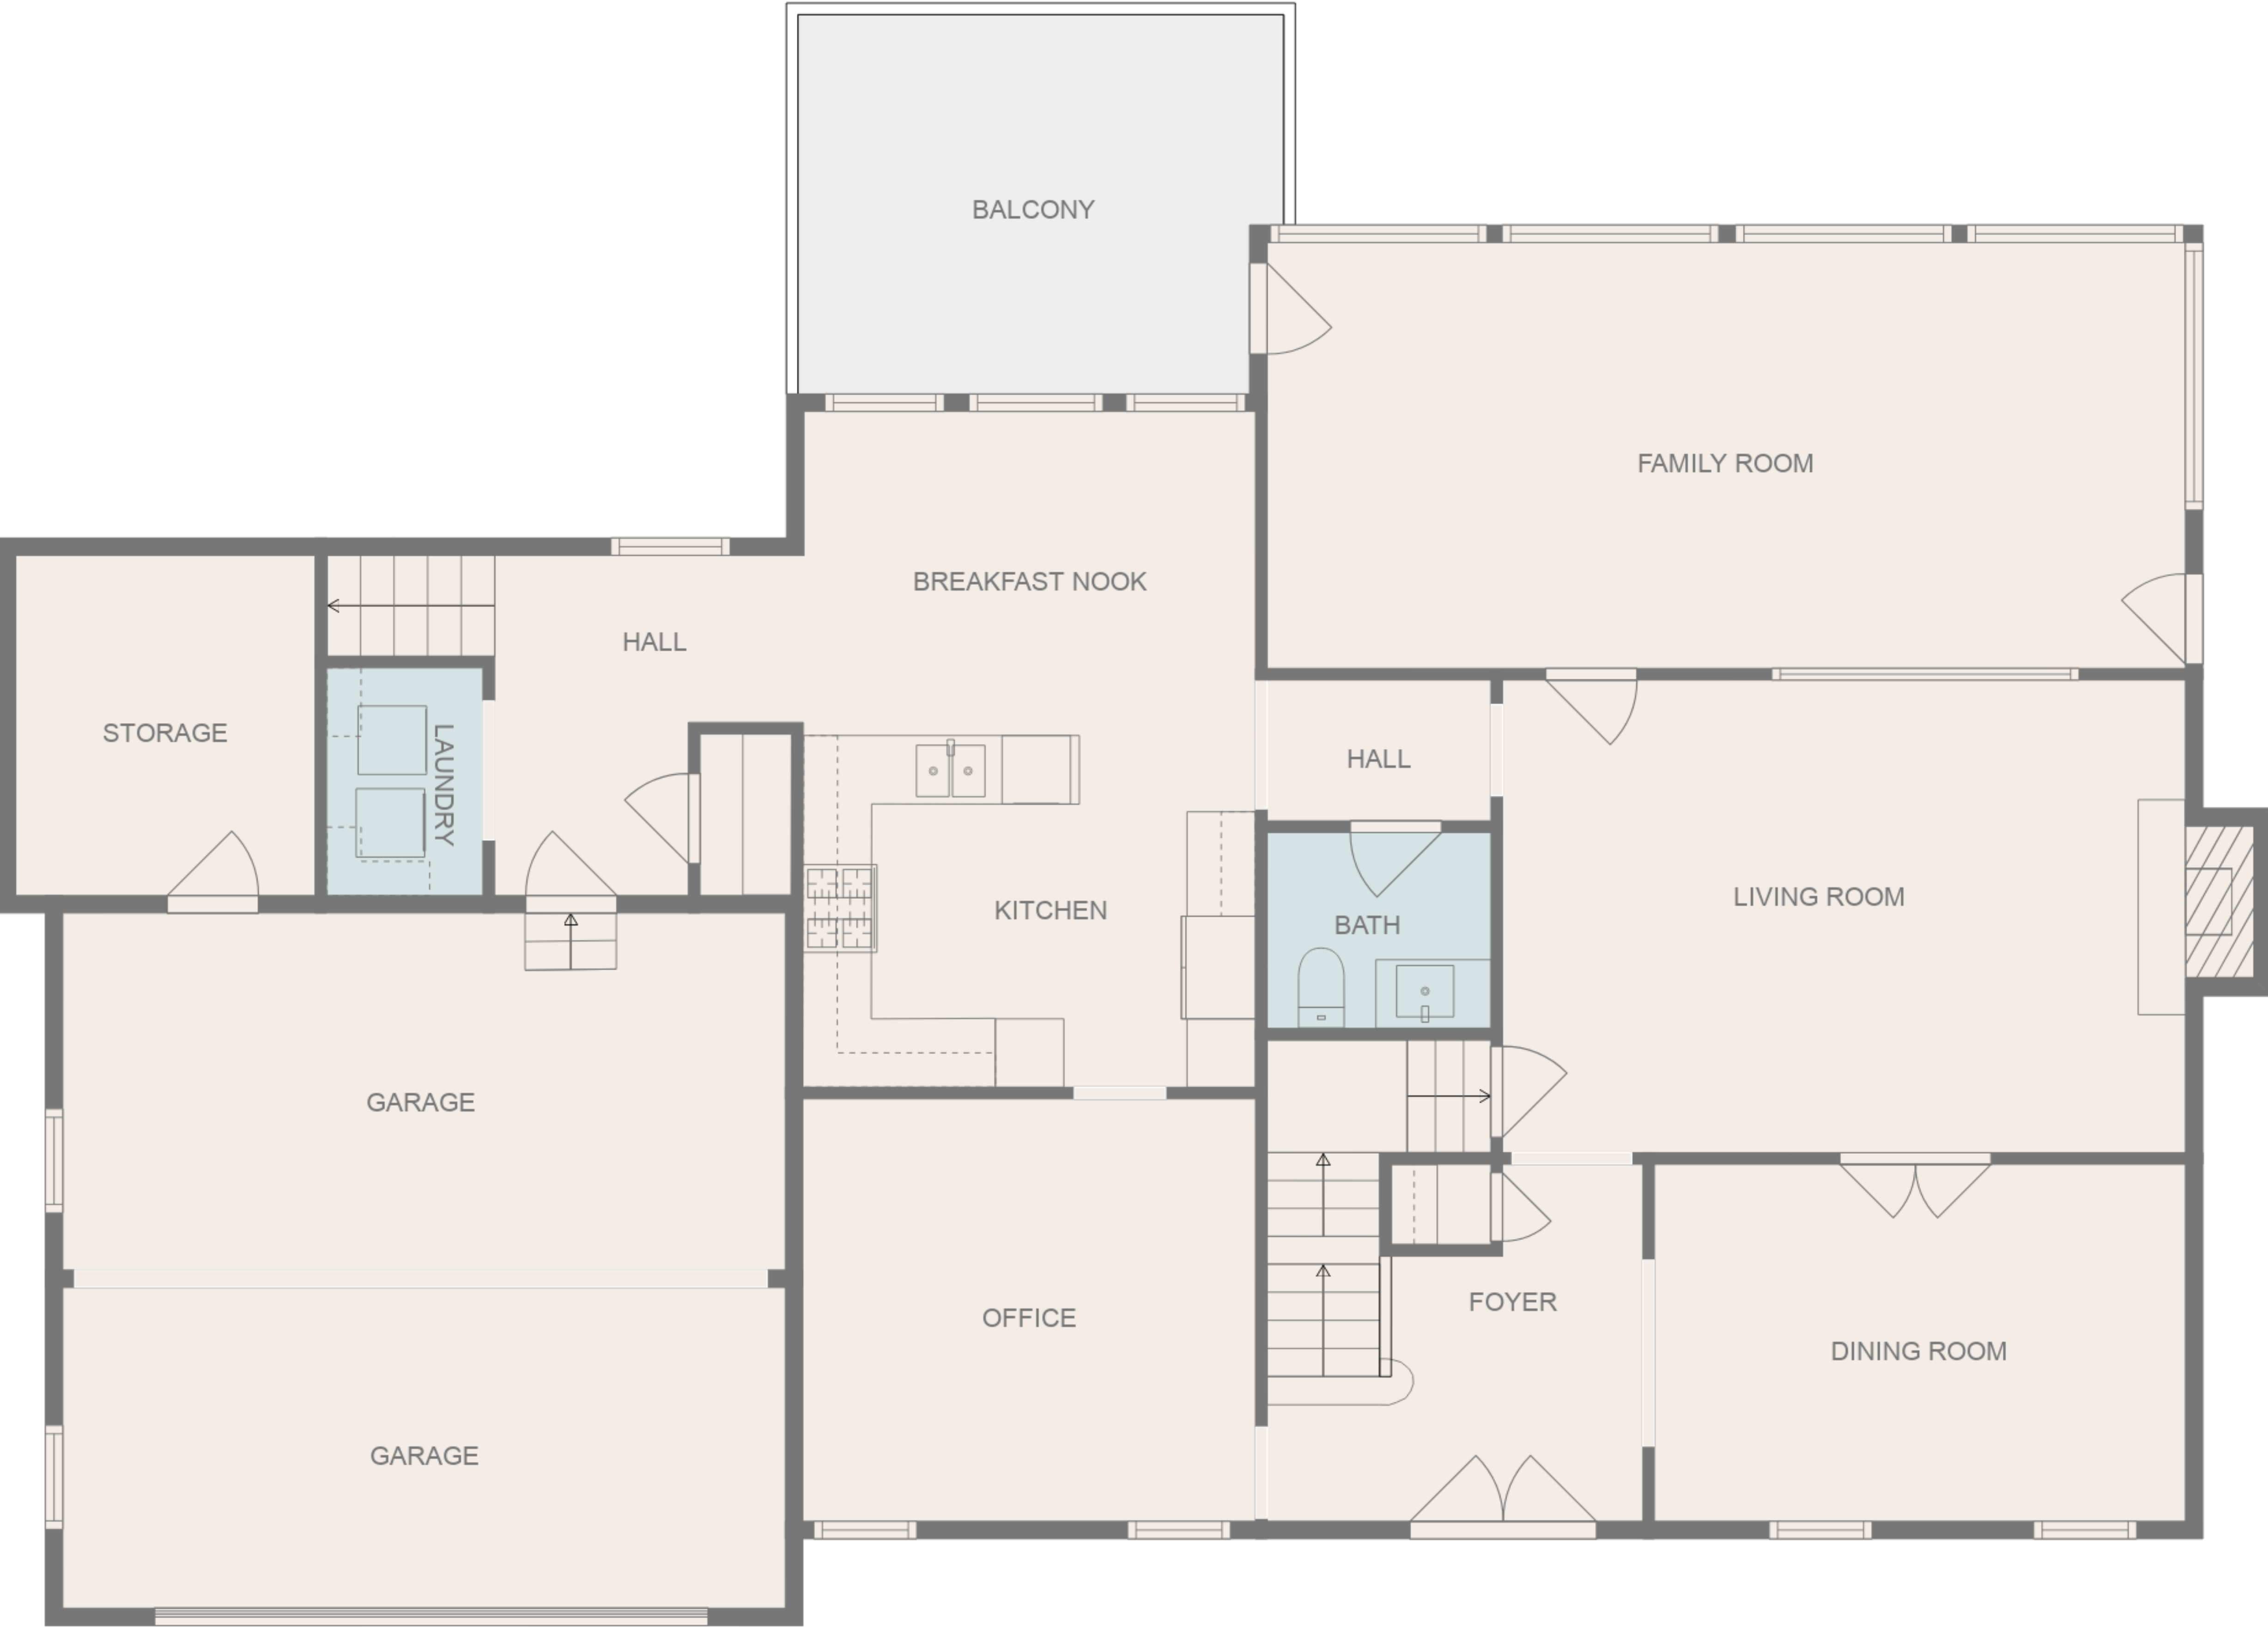 BALCONY
FAMILY ROOM
BREAKFAST NOOK
HALL
STORAGE
LAUNDRY
HALL
LIVING ROOM
KITCHEN
BATH
GARAGE
FOYER
OFFICE
DINING ROOM
GARAGE